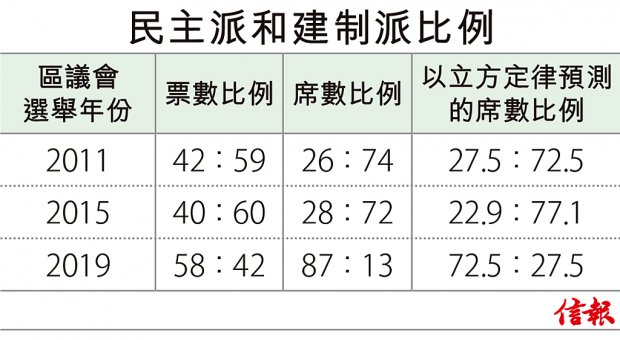 民主派和建制派比例
區議會
選舉年份
票數比例
席數比例
以立方定律預測
的席數比例
2011 42：59 26：74 27.5：72.5
2015 40：60 28：72 22.9：77.1
2019 58：42 87：13 72.5：27.5
信報